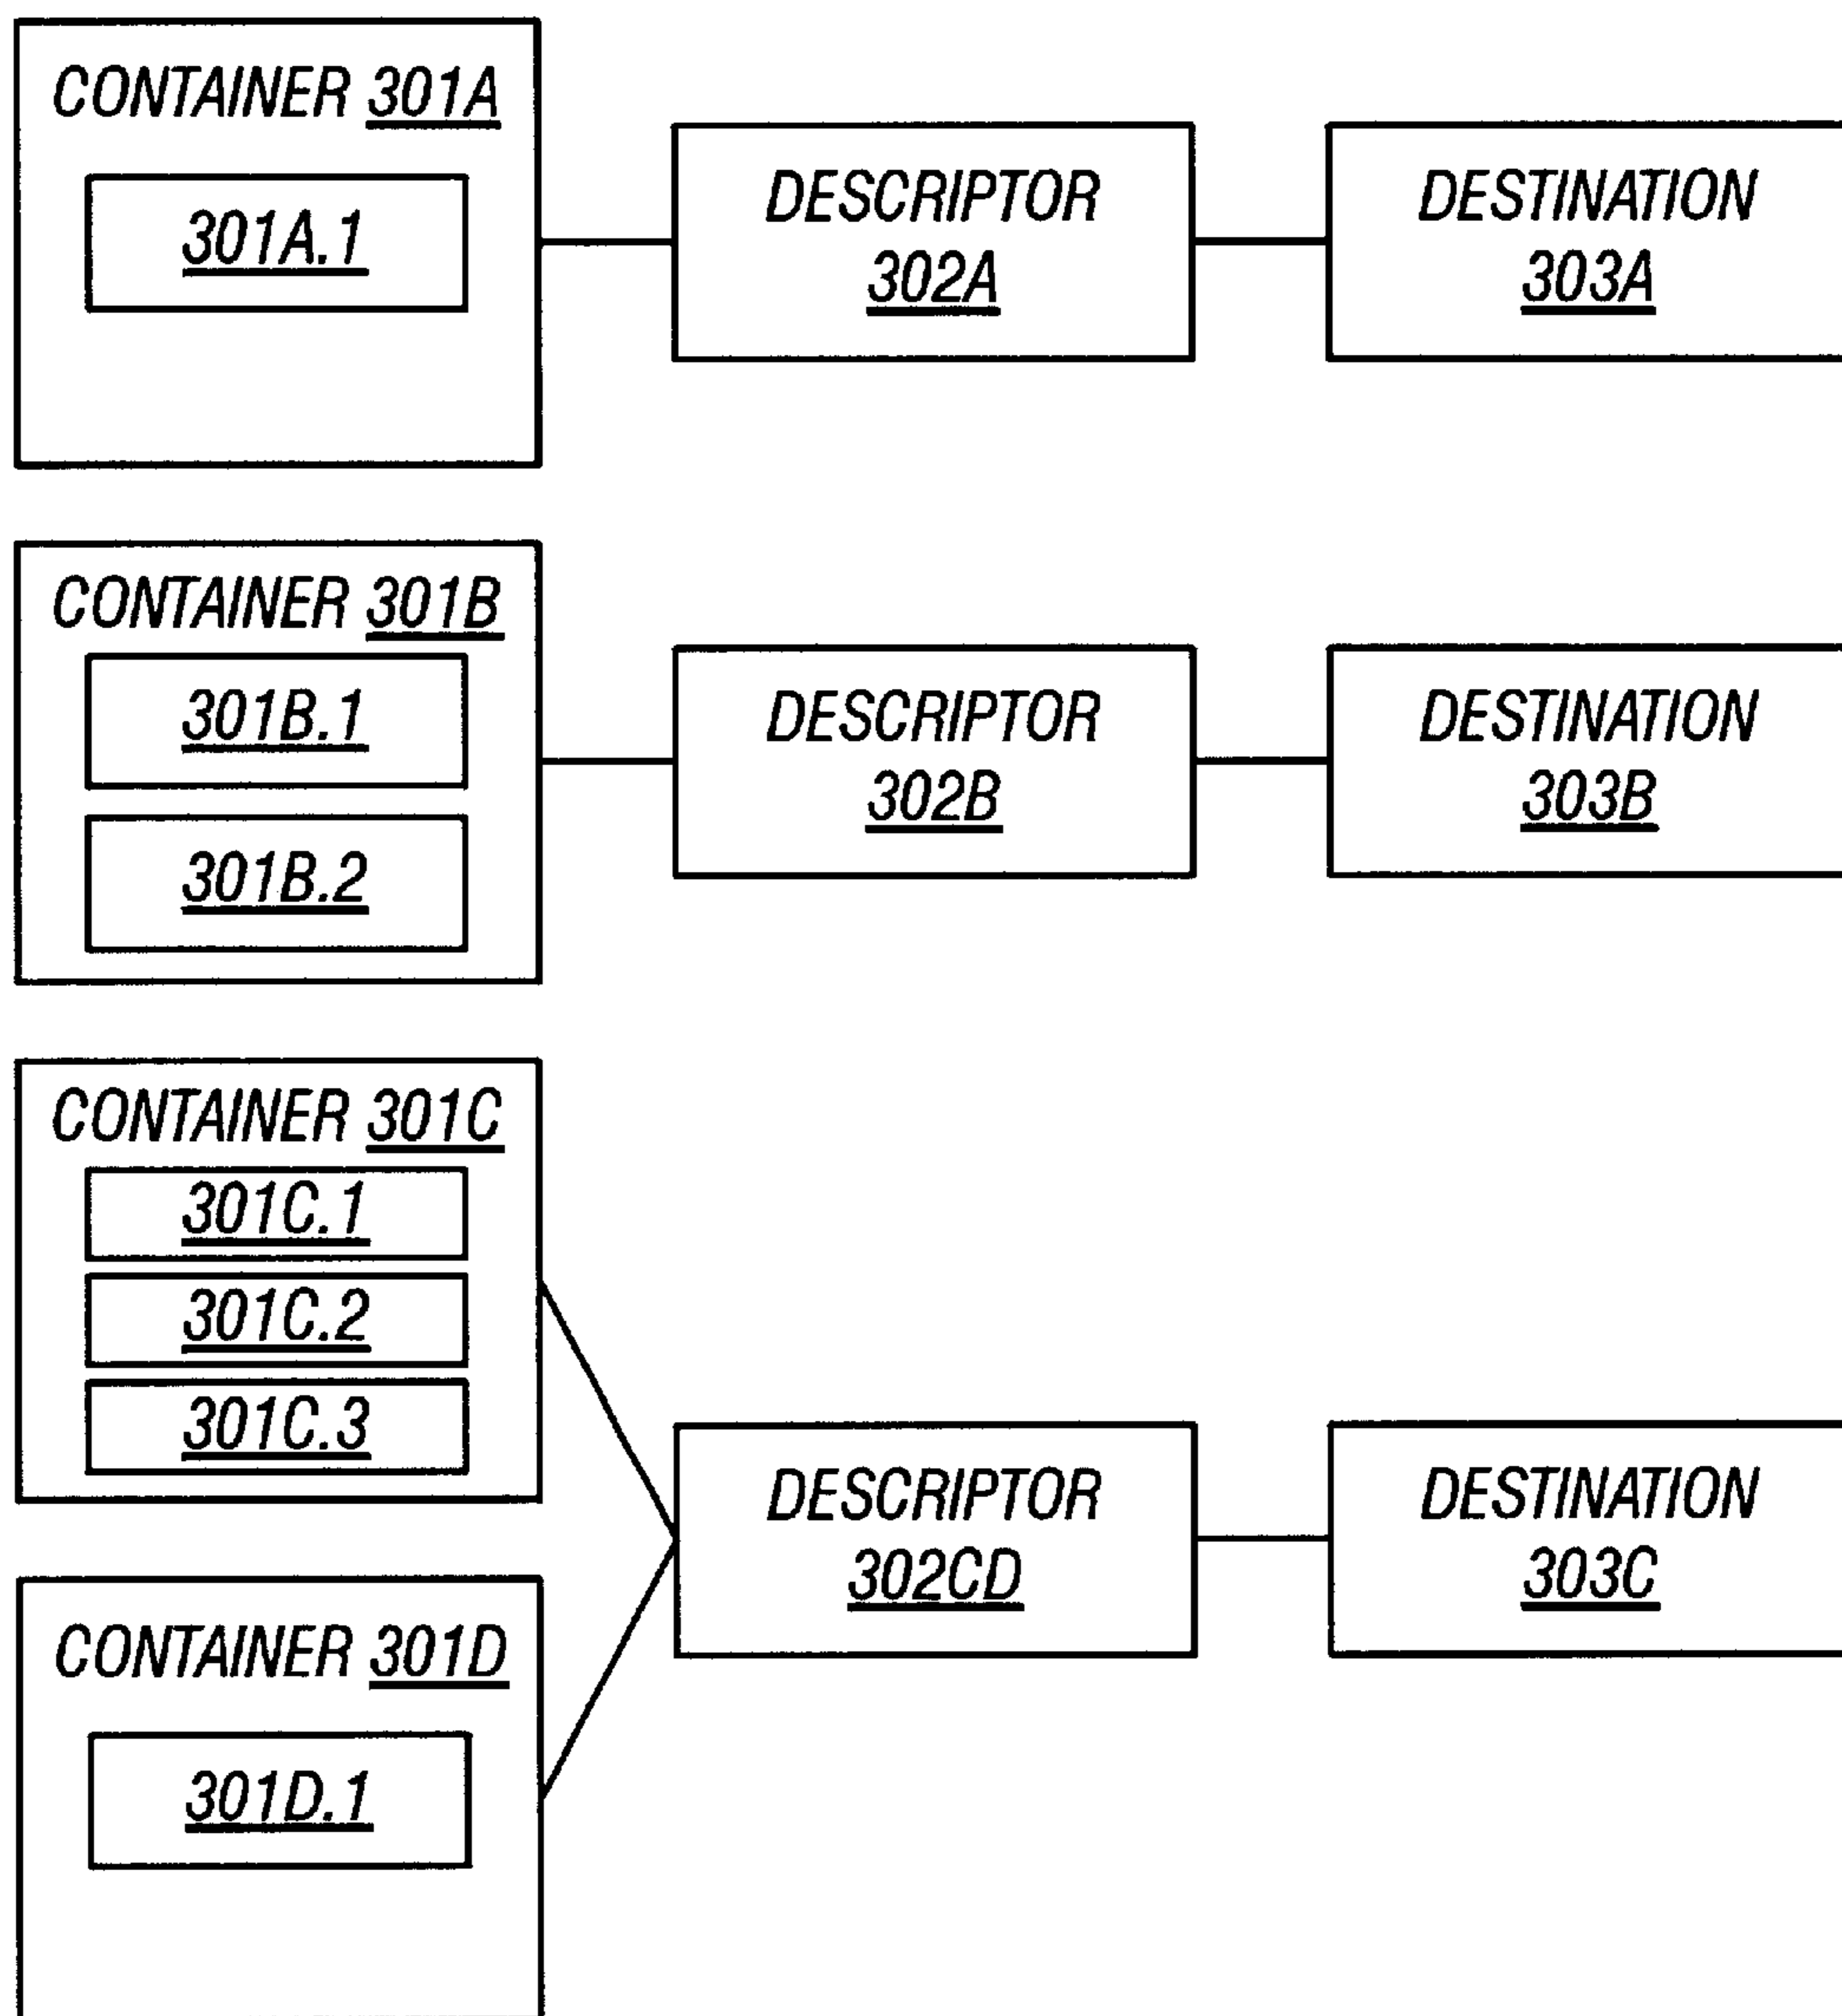 CONTAINER 301A
301A.1
DESCRIPTOR
302A
DESTINATION
303A
CONTAINER 301B
301B.1
301B.2
DESCRIPTOR
302B
DESTINATION
303B
CONTAINER 301C
301C.1
301C.2
301C.3
DESCRIPTOR
302CD
DESTINATION
303C
CONTAINER 301D
301D.1